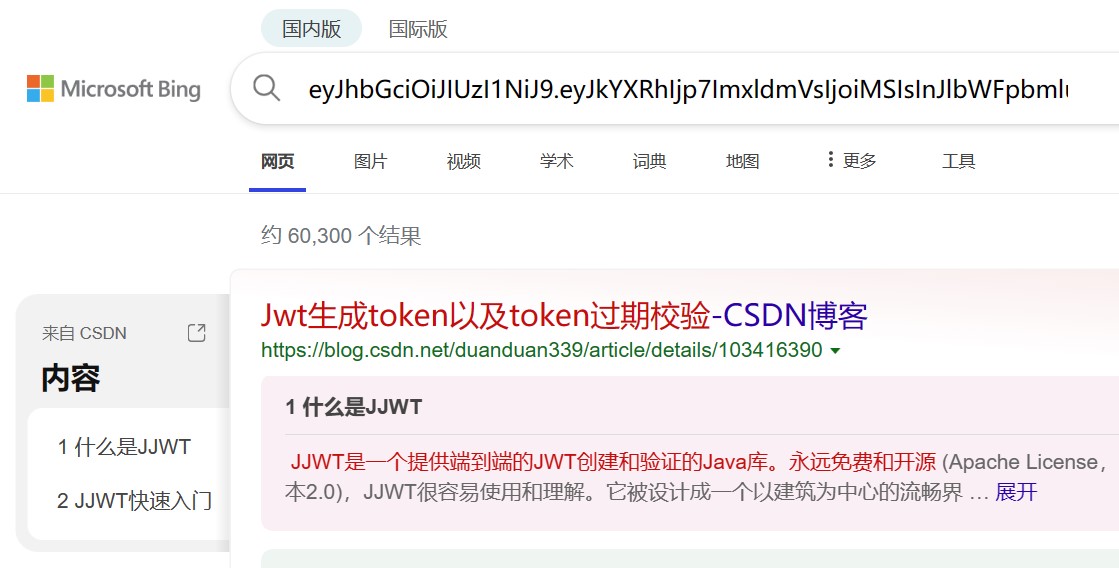 国内版 国际版
Microsoft Bing
eyJhbGciOiJIUzI1NiJ9.eyJkYXRhIjp7ImxldmVsIjoiMSIsInJlbWFpbmlu
网页 图片 视频 学术 词典 地图 更多 工具
约 60,300 个结果
来自 CSDN
内容
1 什么是JJWT
2 JJWT快速入门
Jwt生成token以及token过期校验-CSDN博客
https://blog.csdn.net/duanduan339/article/details/103416390
1 什么是JJWT
JJWT是一个提供端到端的JWT创建和验证的Java库。永远免费和开源 (Apache License,
本2.0)，JJWT很容易使用和理解。它被设计成一个以建筑为中心的流畅界 … 展开